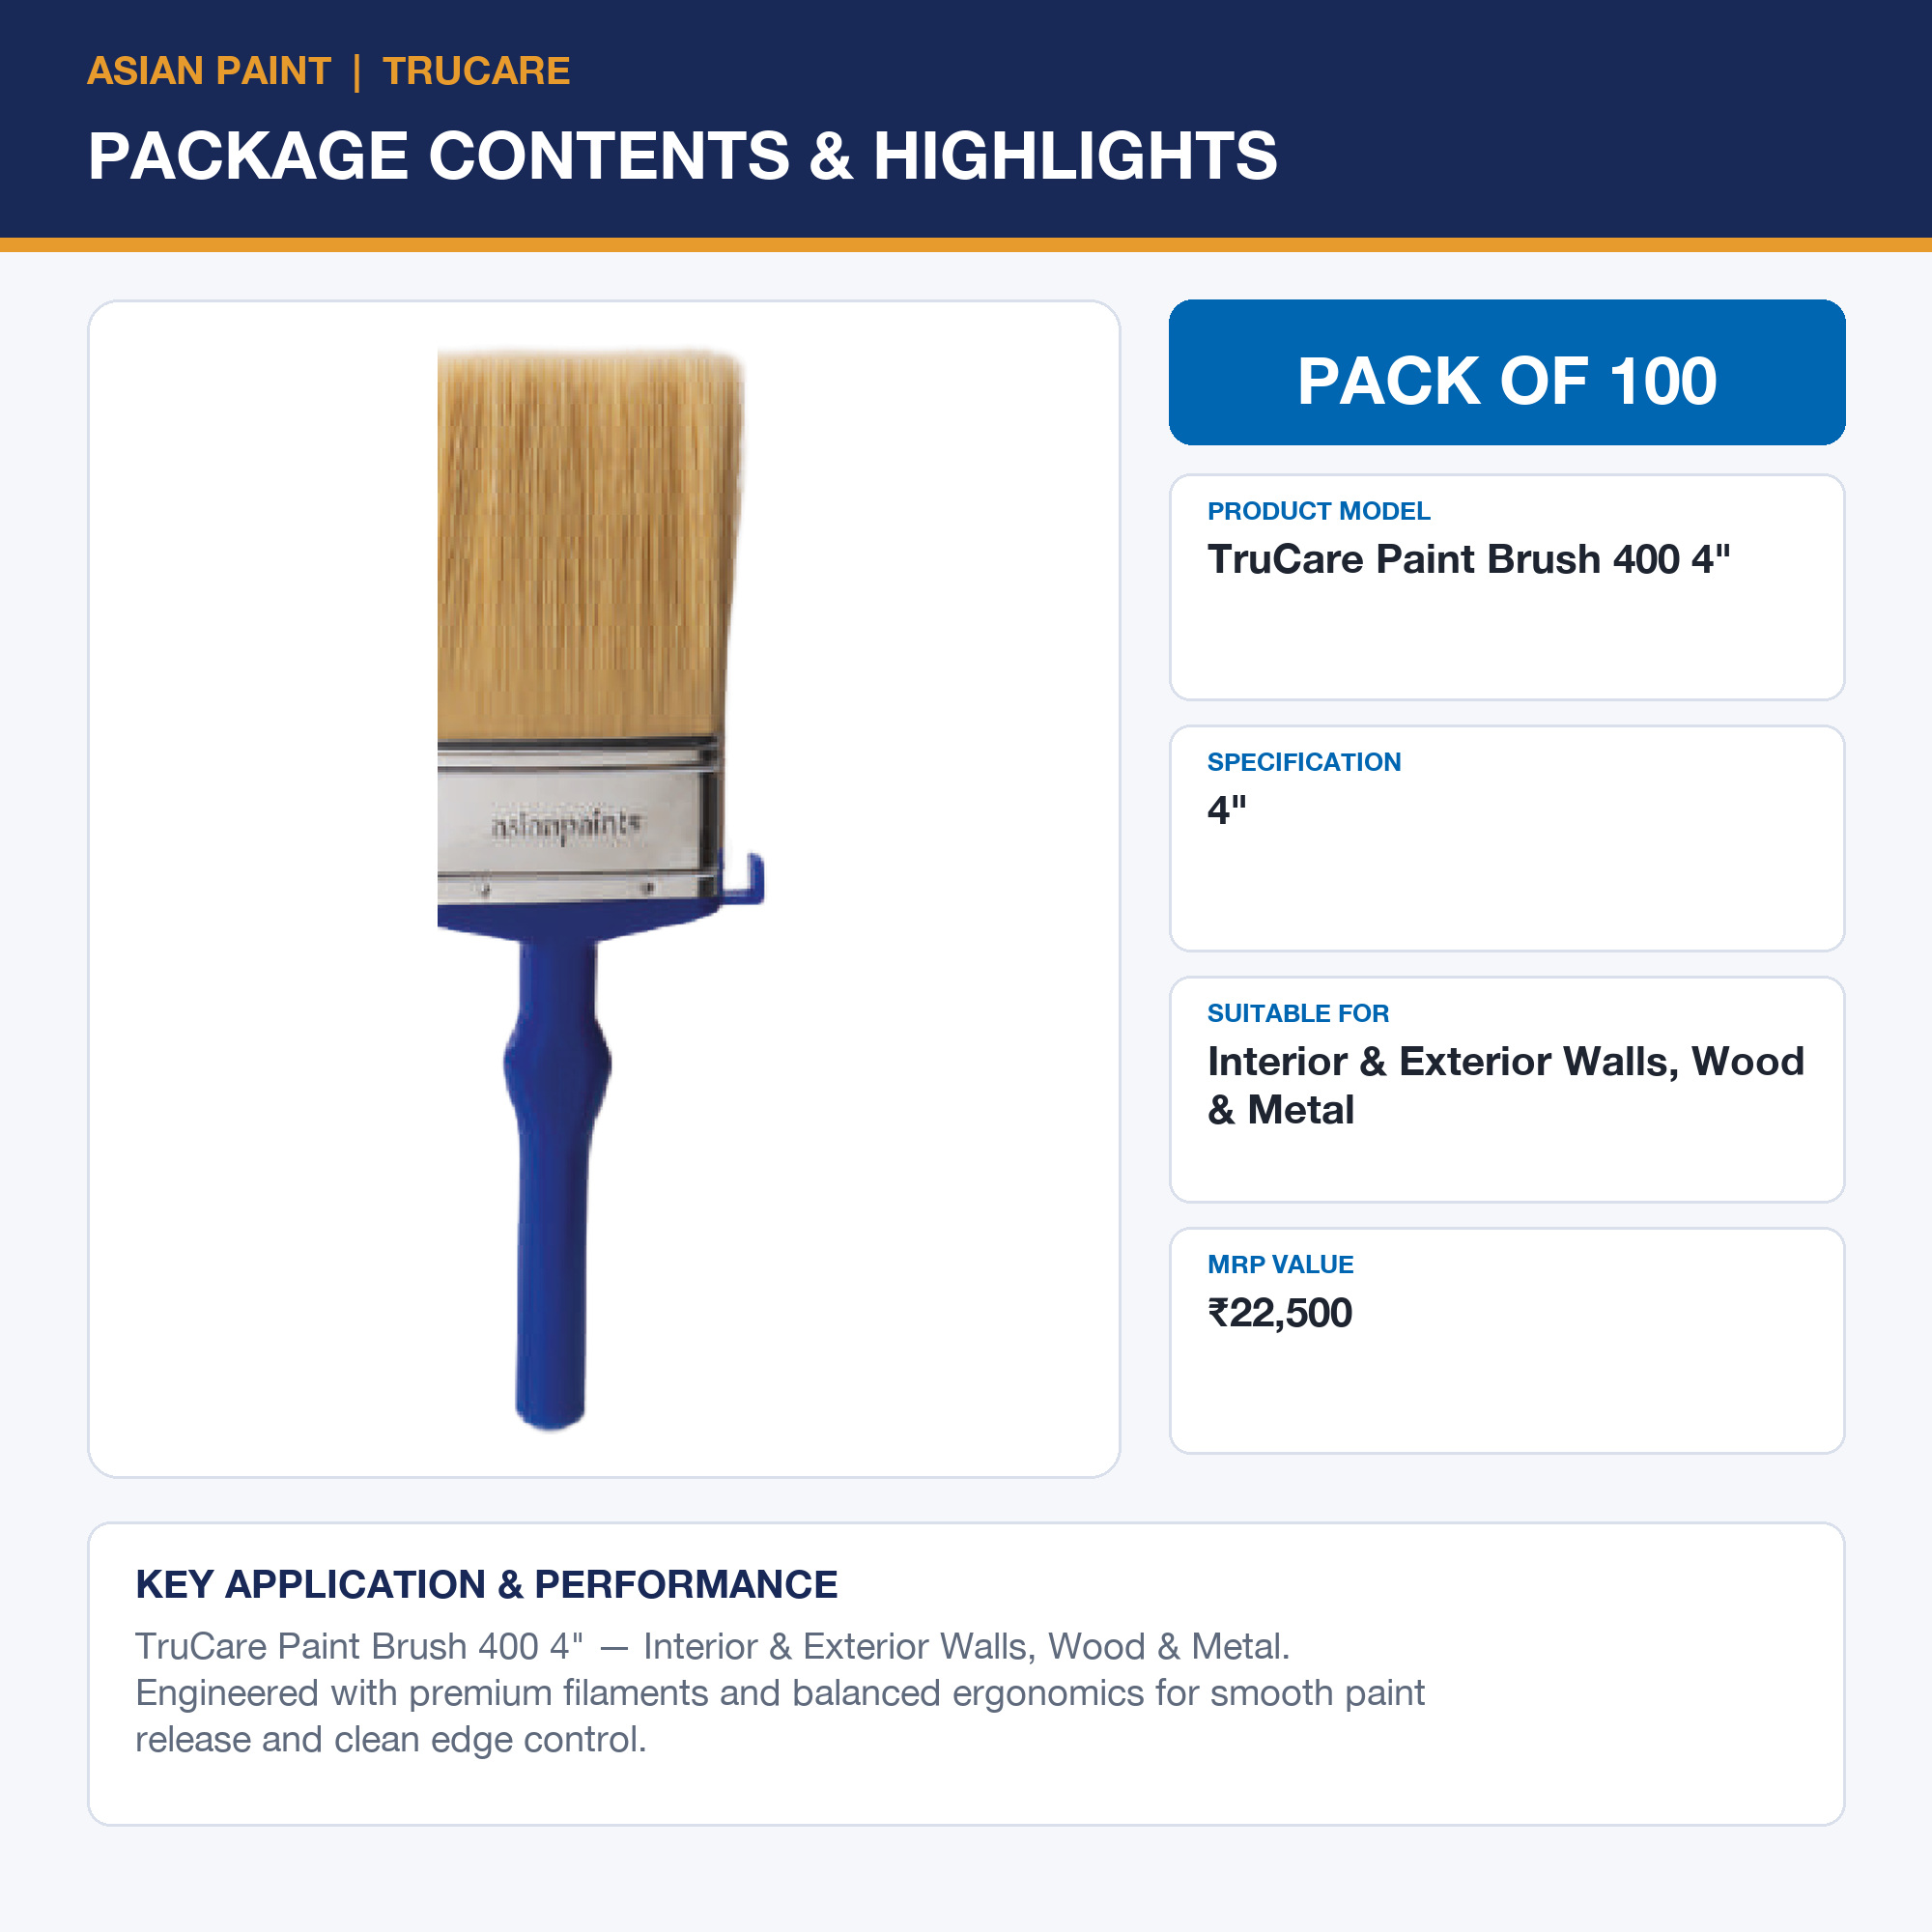 ASIAN PAINT | TRUCARE
PACKAGE CONTENTS & HIGHLIGHTS
asianpaints
PACK OF 100
PRODUCT MODEL
TruCare Paint Brush 400 4"
SPECIFICATION
4"
SUITABLE FOR
Interior & Exterior Walls, Wood
& Metal
MRP VALUE
₹22,500
KEY APPLICATION & PERFORMANCE
TruCare Paint Brush 400 4" — Interior & Exterior Walls, Wood & Metal.
Engineered with premium filaments and balanced ergonomics for smooth paint
release and clean edge control.